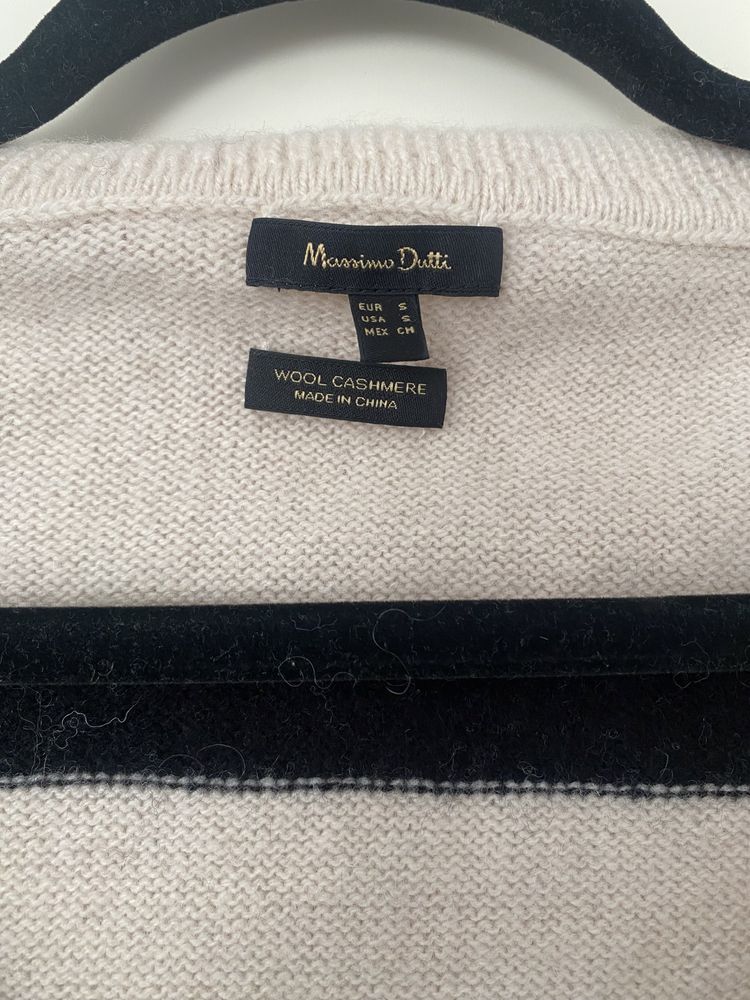 Massimo Dutti
EUR S
USA S
MEX CH
WOOL CASHMERE
MADE IN CHINA